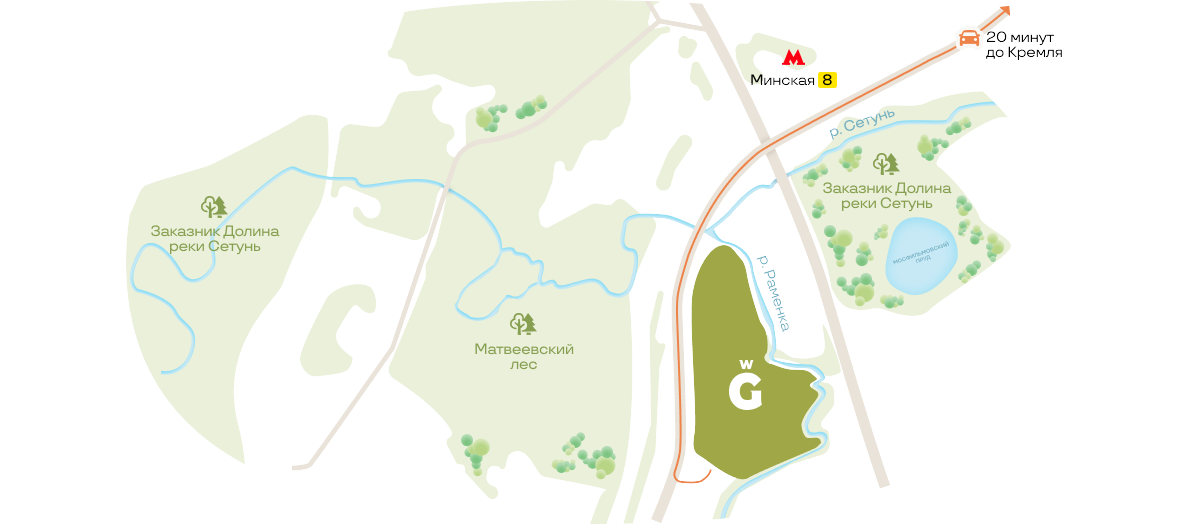 20 минут
до Кремля
М
Минская 8
р. Сетунь
Заказник Долина
реки Сетунь
Заказник Долина
реки Сетунь
МОСФИЛЬМОВСКИЙ
ПРУД
р. Раменка
Матвеевский
лес
W
G